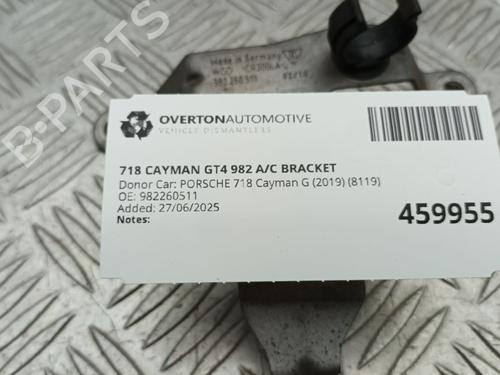 Made in Germany
OVERTONAUTOMOTIVE
VEHICLE DISMANTLERS
718 CAYMAN GT4 982 A/C BRACKET
Donor Car: PORSCHE 718 Cayman G (2019) (8119)
OE: 982260511
Added: 27/06/2025
Notes:
459955
B-PARTS